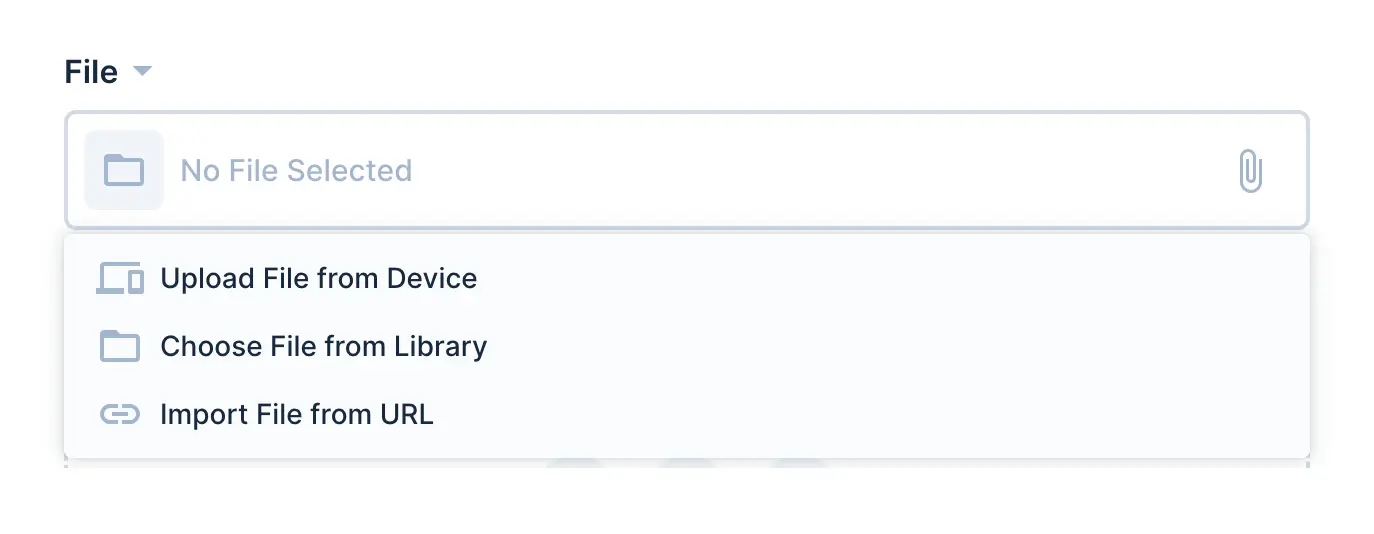 File
No File Selected
Upload File from Device
Choose File from Library
Import File from URL